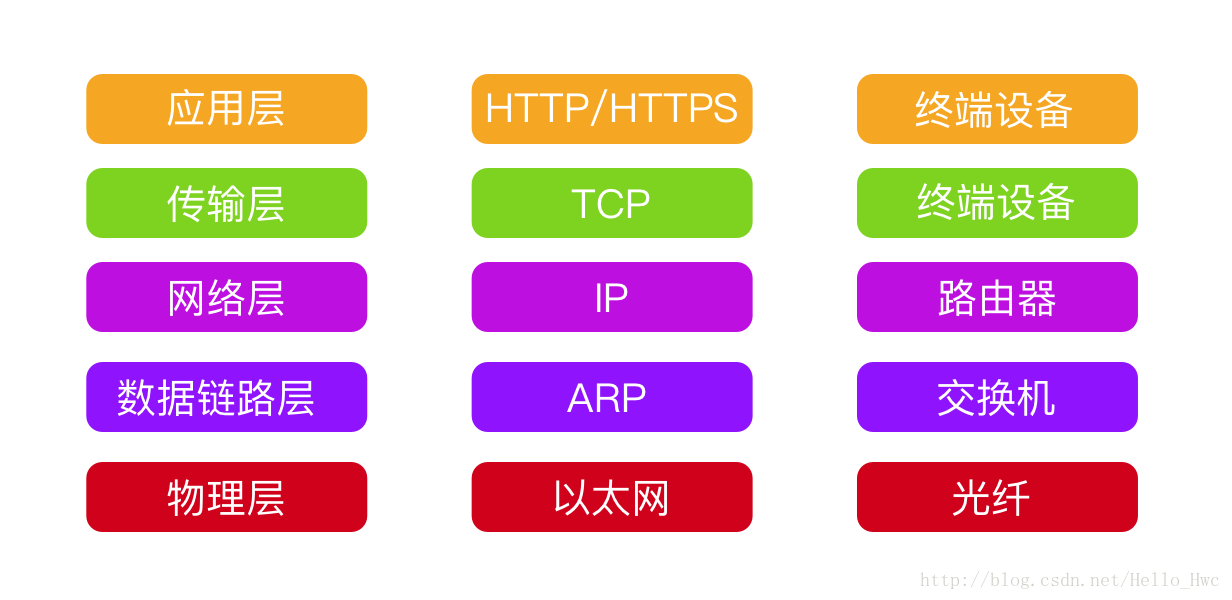 应用层
HTTP/HTTPS
终端设备
传输层
TCP
终端设备
网络层
IP
路由器
数据链路层
ARP
交换机
物理层
以太网
光纤
http://blog.csdn.net/Hello_Hwc